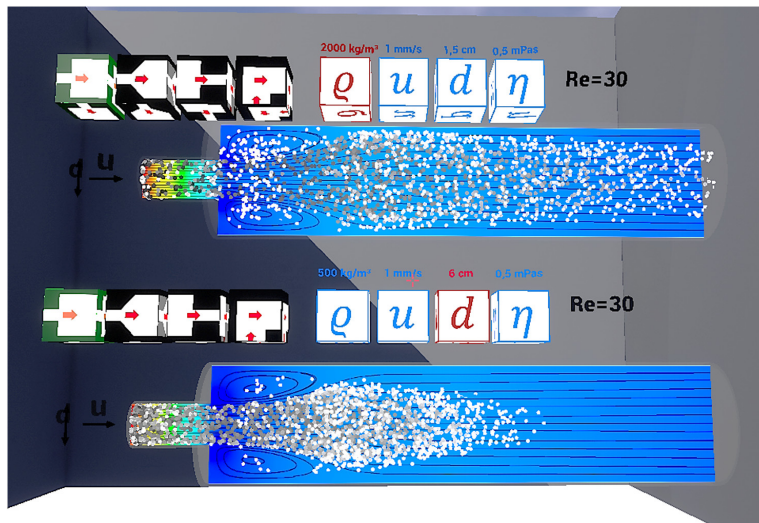 2000 kg/m³ 1 mm/s 1,5 cm 0,5 mPas
ϱ u d η Re=30
d u
500 kg/m³ 1 mm/s 6 cm 0,5 mPas
ϱ u d η Re=30
d u